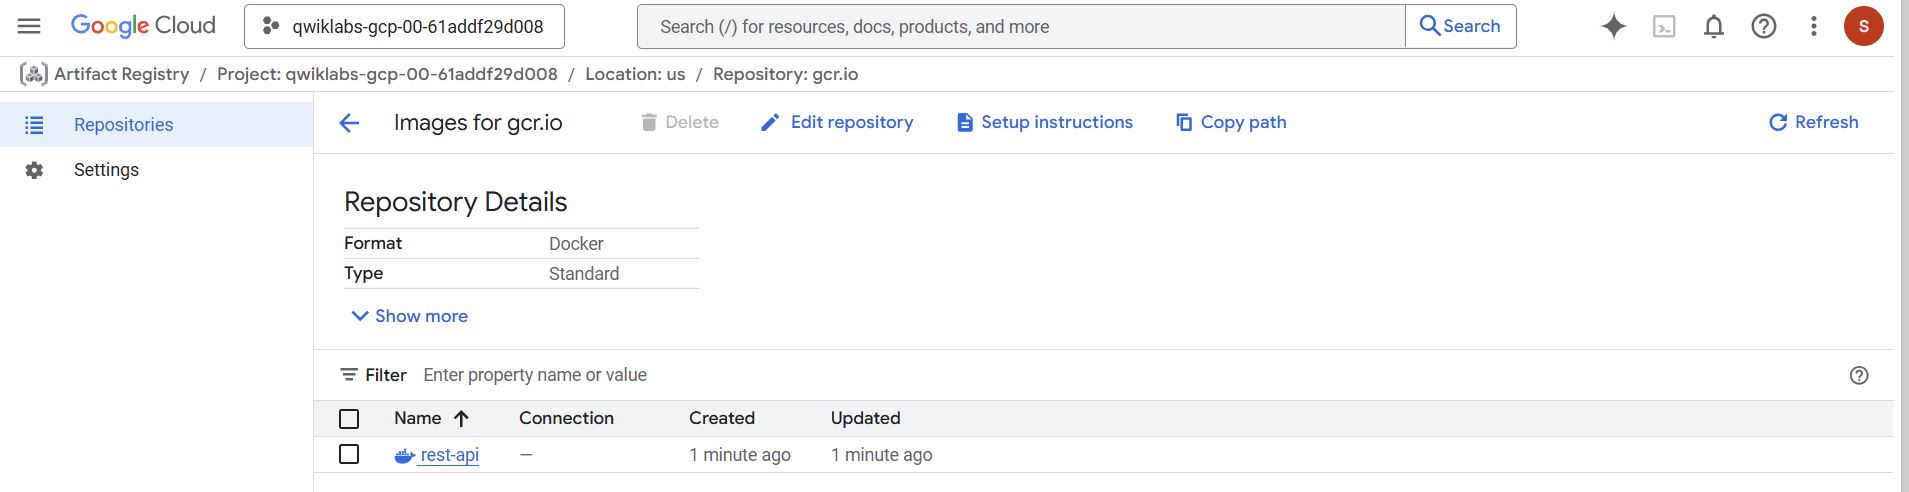 Google Cloud
qwiklabs-gcp-00-61addf29d008
Search (/) for resources, docs, products, and more
Search
S
Artifact Registry / Project: qwiklabs-gcp-00-61addf29d008 / Location: us / Repository: gcr.io
Repositories
Settings
Images for gcr.io
Delete
Edit repository
Setup instructions
Copy path
Refresh
Repository Details
Format Docker
Type Standard
Show more
Filter Enter property name or value
Name Connection Created Updated
rest-api — 1 minute ago 1 minute ago